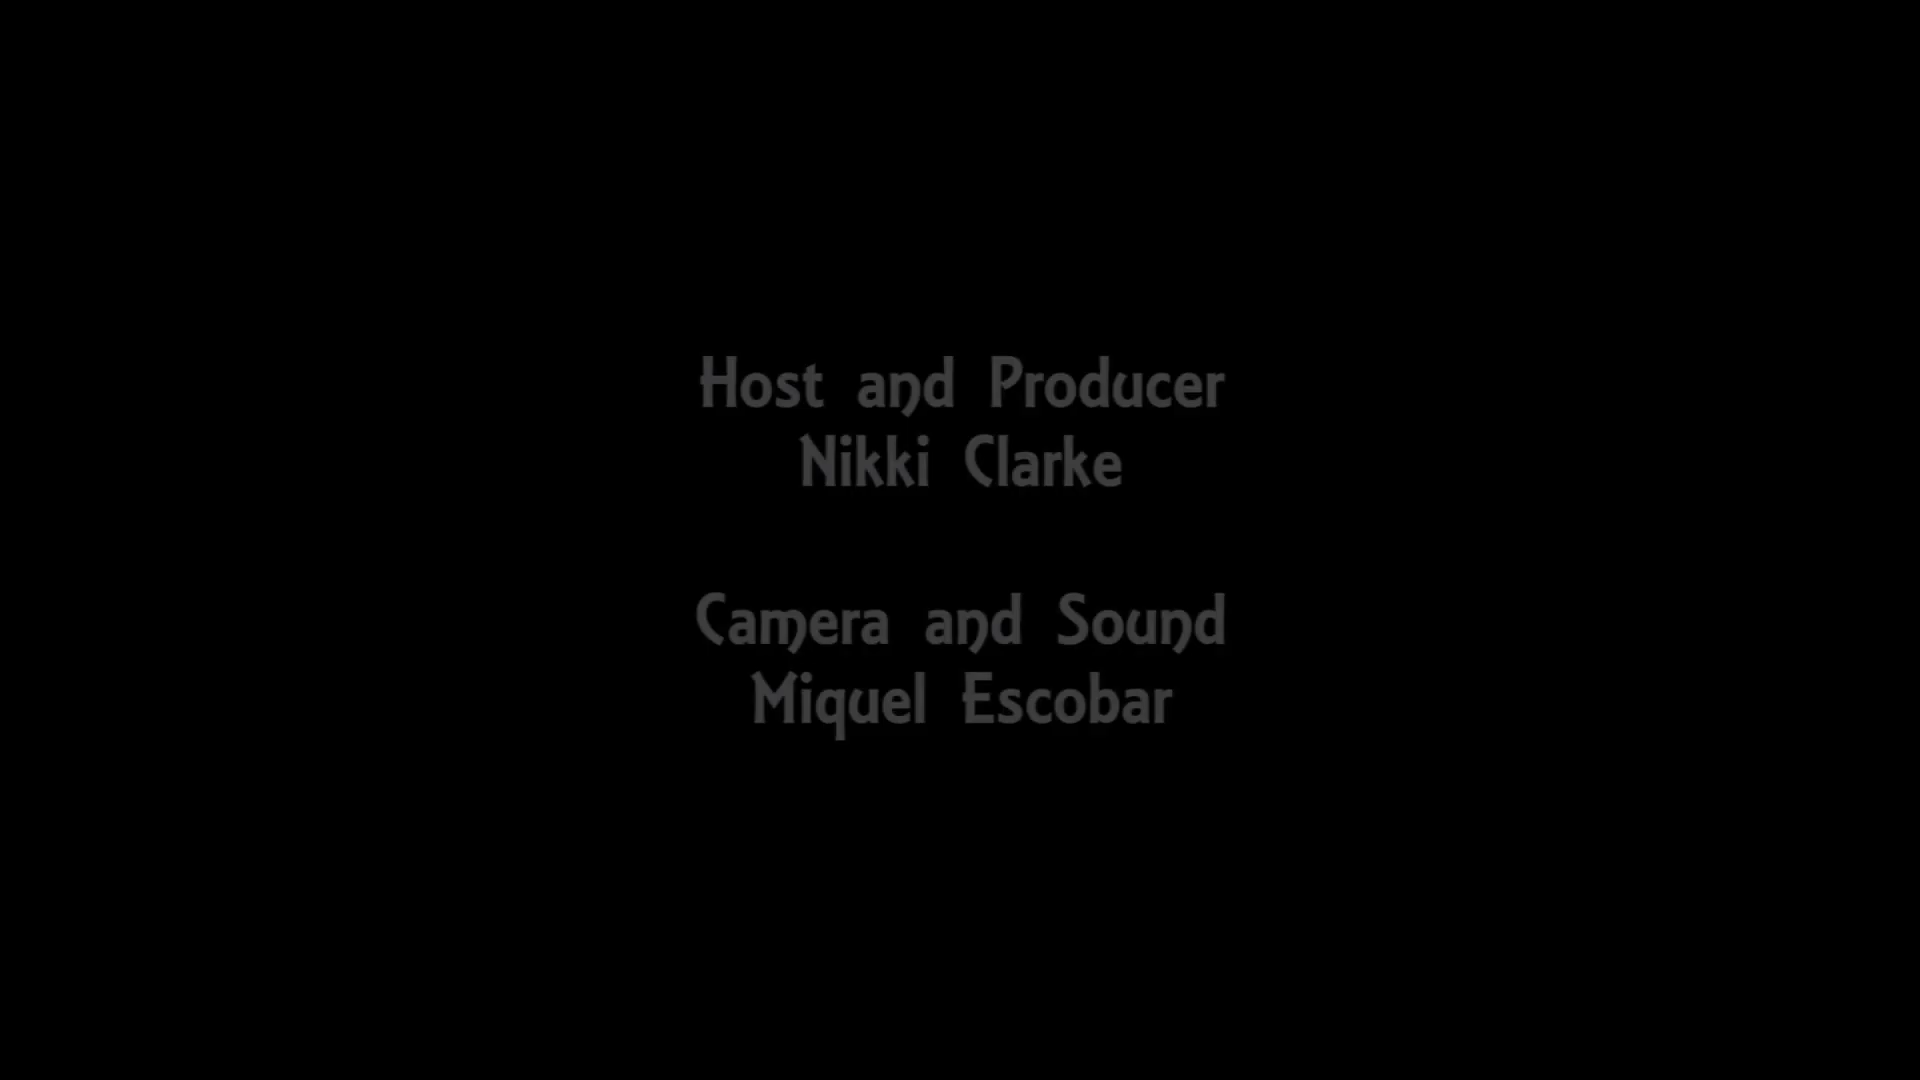 Host and Producer
Nikki Clarke
Camera and Sound
Miquel Escobar